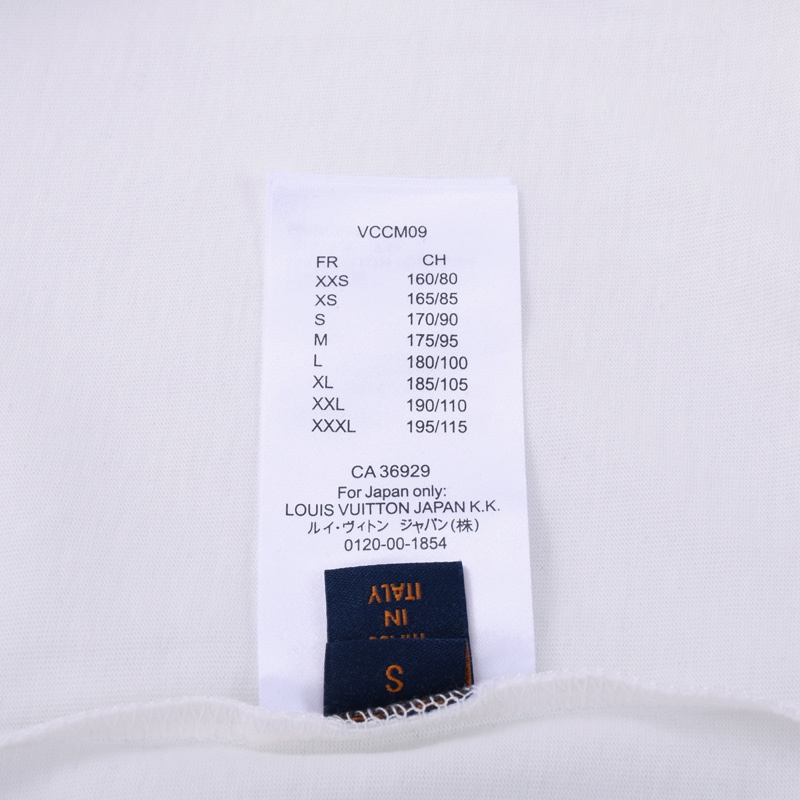 VCCM09
FR CH
XXS 160/80
XS 165/85
S 170/90
M 175/95
L 180/100
XL 185/105
XXL 190/110
XXXL 195/115
CA 36929
For Japan only:
LOUIS VUITTON JAPAN K.K.
ルイ・ヴィトン ジャパン(株)
0120-00-1854
ITALY
IN
S